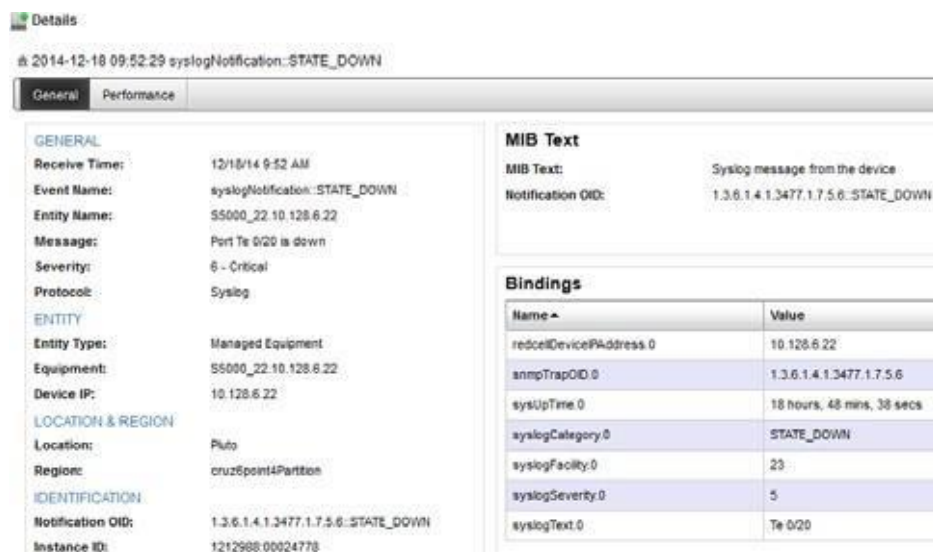 Details
2014-12-18 09:52:29 syslogNotification::STATE_DOWN
General Performance
GENERAL
Receive Time: 12/18/14 9:52 AM
Event Name: syslogNotification::STATE_DOWN
Entity Name: S5000_22.10.128.6.22
Message: Port Te 0/20 is down
Severity: 6 - Critical
Protocol: Syslog
ENTITY
Entity Type: Managed Equipment
Equipment: S5000_22.10.128.6.22
Device IP: 10.128.6.22
LOCATION & REGION
Location: Pluto
Region: cruz6point4Partition
IDENTIFICATION
Notification OID: 1.3.6.1.4.1.3477.1.7.5.6::STATE_DOWN
Instance ID: 1212988:00024778
MIB Text
MIB Text: Syslog message from the device
Notification OID: 1.3.6.1.4.1.3477.1.7.5.6::STATE_DOWN
Bindings
Name Value
redcellDeviceIPAddress.0 10.128.6.22
snmpTrapOID.0 1.3.6.1.4.1.3477.1.7.5.6
sysUpTime.0 18 hours, 48 mins, 38 secs
syslogCategory.0 STATE_DOWN
syslogFacility.0 23
syslogSeverity.0 5
syslogText.0 Te 0/20